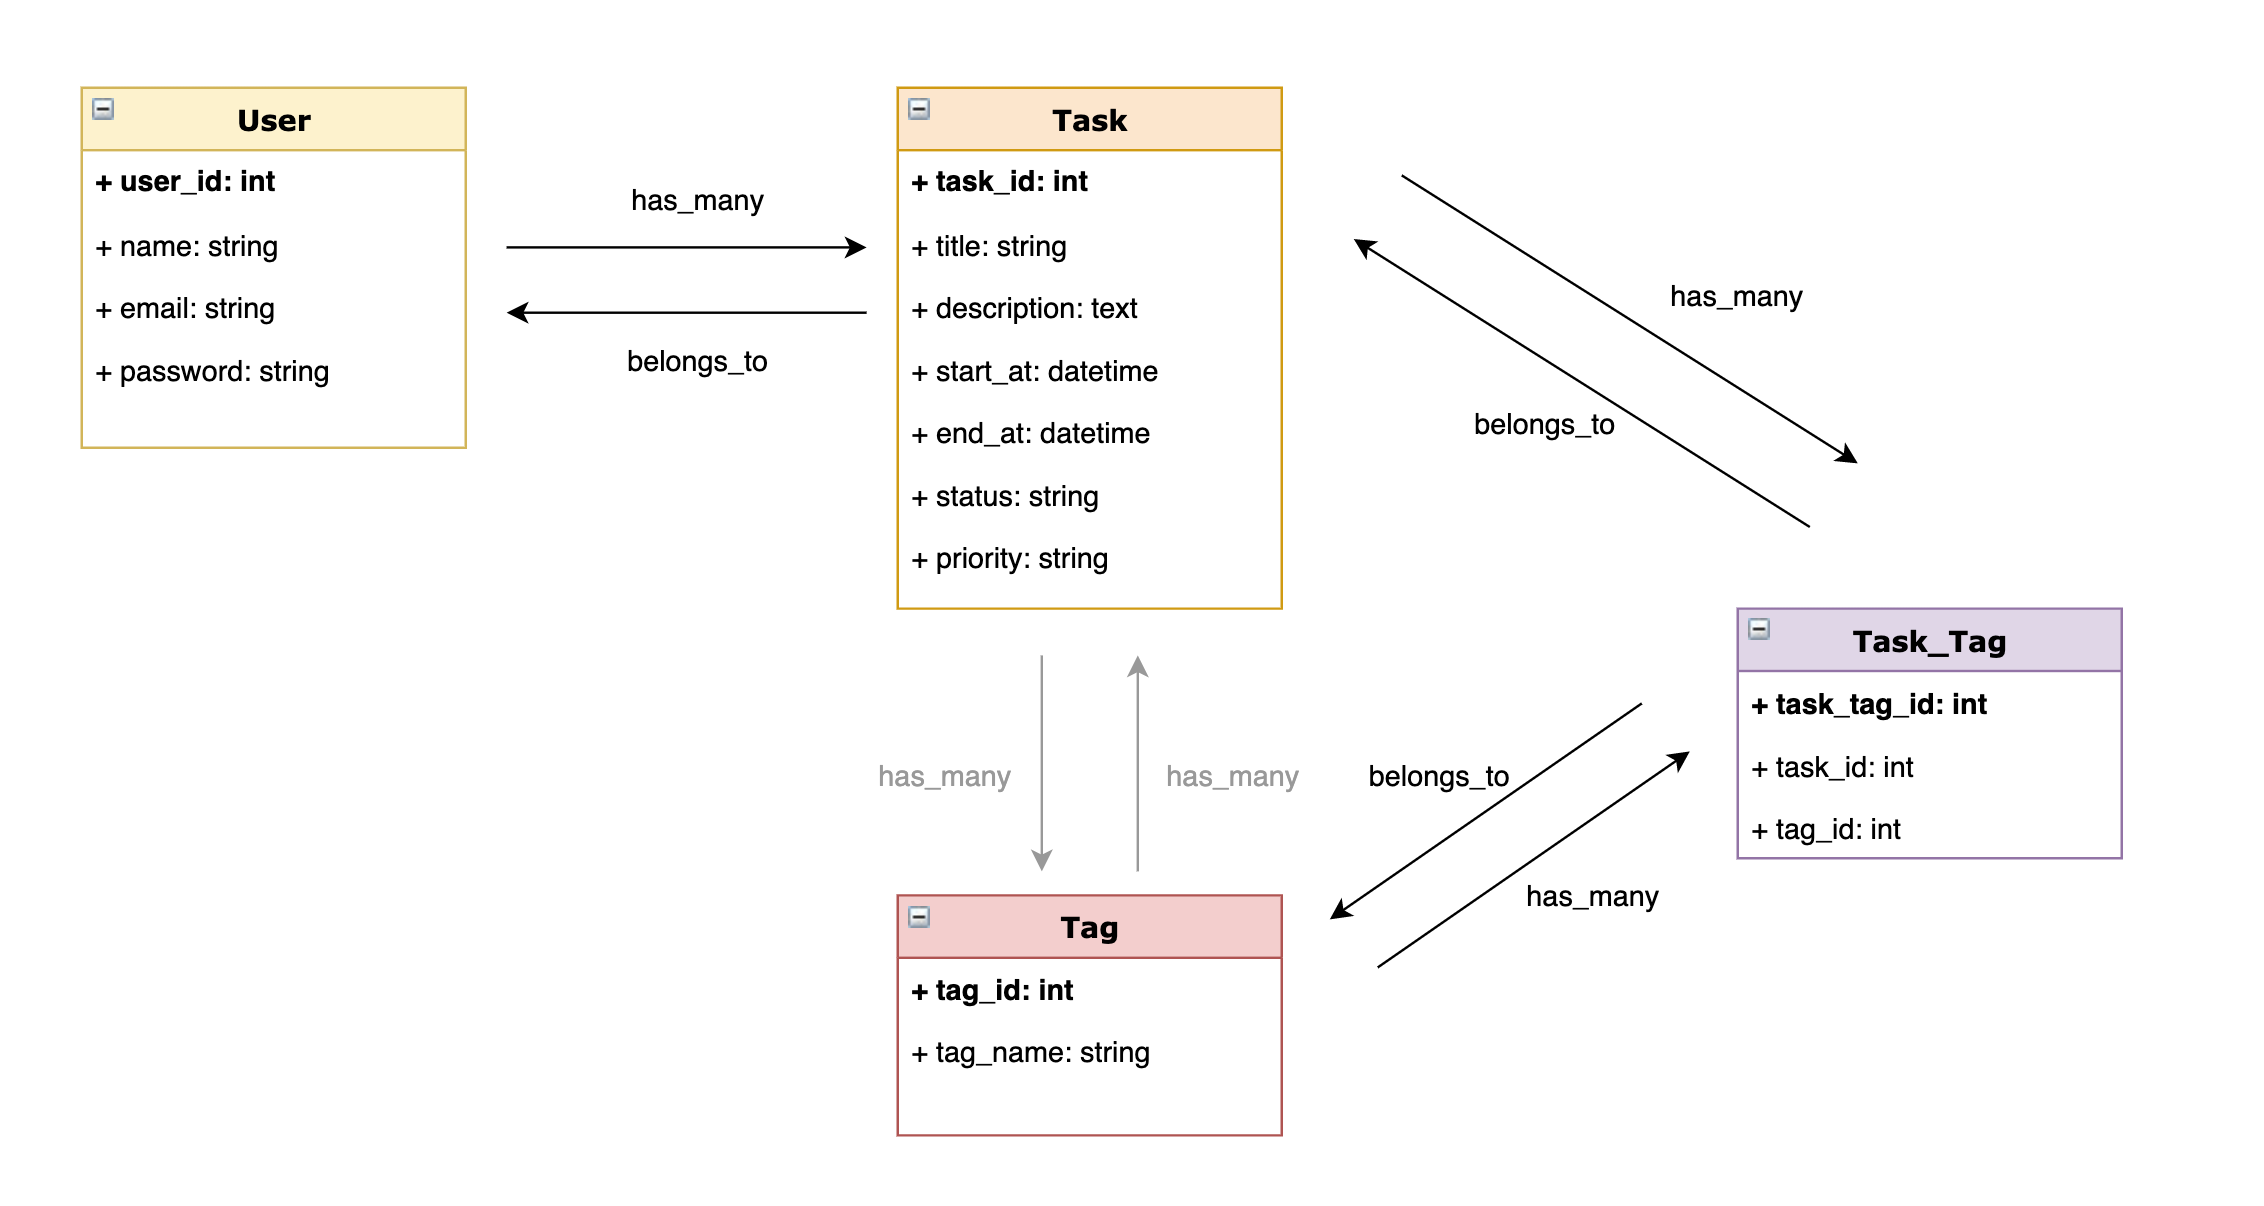 User
+ user_id: int
+ name: string
+ email: string
+ password: string
has_many
belongs_to
Task
+ task_id: int
+ title: string
+ description: text
+ start_at: datetime
+ end_at: datetime
+ status: string
+ priority: string
has_many
belongs_to
has_many
has_many
belongs_to
has_many
Task_Tag
+ task_tag_id: int
+ task_id: int
+ tag_id: int
Tag
+ tag_id: int
+ tag_name: string